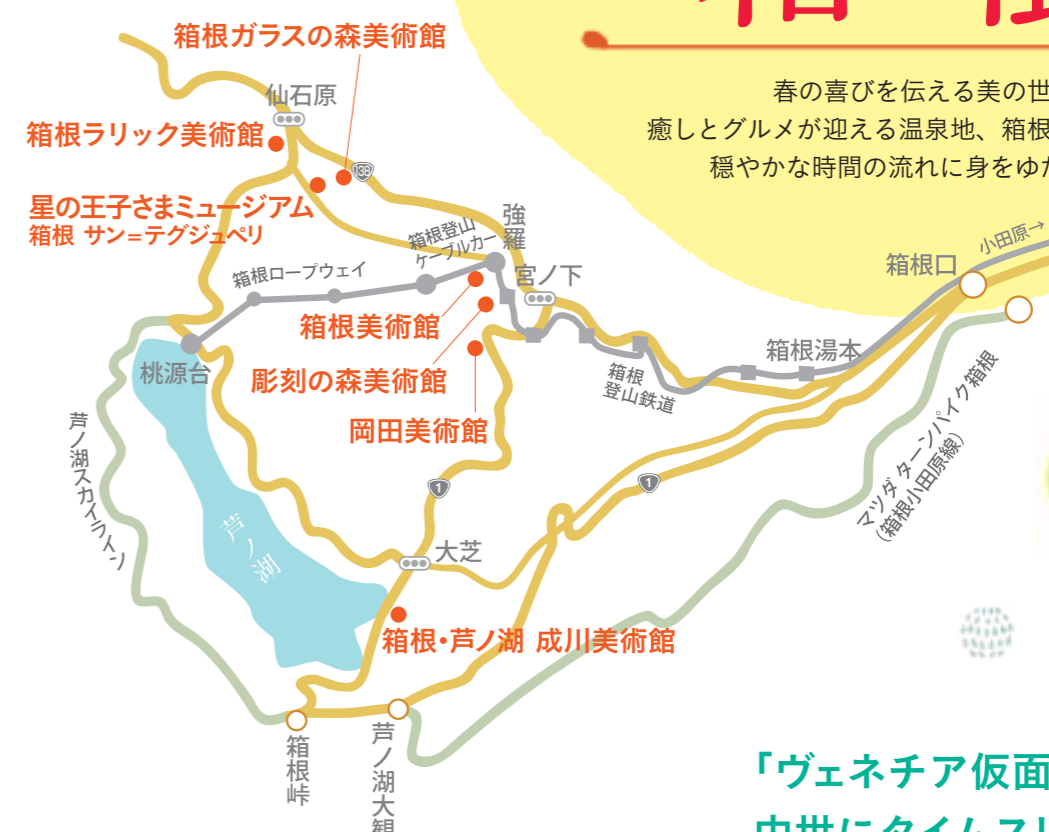 春の喜びを伝える美の世
癒しとグルメが迎える温泉地、箱根
穏やかな時間の流れに身をゆだ
箱根ガラスの森美術館
仙石原
箱根ラリック美術館
138
星の王子さまミュージアム
箱根 サン=テグジュペリ
強羅
箱根登山
ケーブルカー
小田原→
箱根口
宮ノ下
箱根ロープウェイ
箱根美術館
箱根湯本
桃源台
彫刻の森美術館
箱根
登山鉄道
岡田美術館
マツダ ターンパイク箱根
(箱根小田原線)
芦ノ湖スカイライン
1
1
芦ノ湖
大芝
箱根・芦ノ湖 成川美術館
箱根峠
芦ノ湖大観
「ヴェネチア仮面
中世にタイムスリ